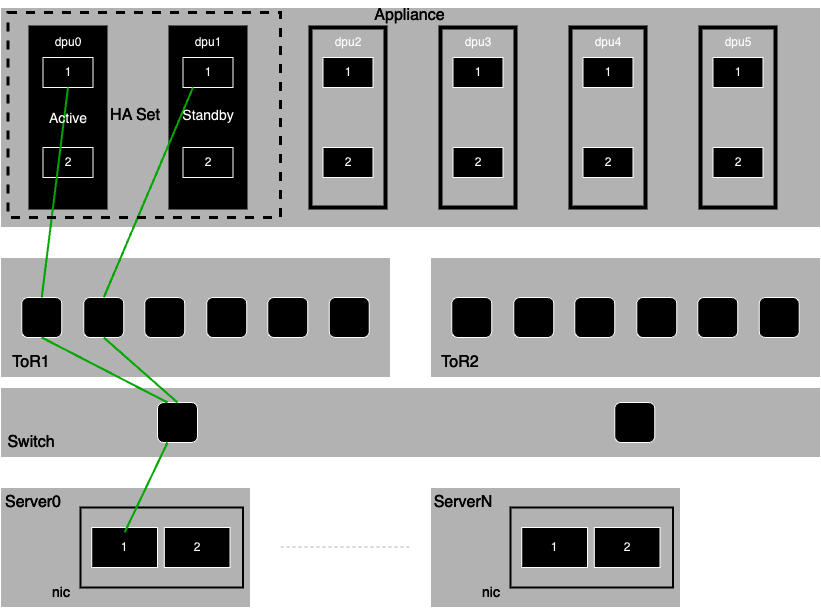 Appliance
dpu0
dpu1
dpu2
dpu3
dpu4
dpu5
1
1
1
1
1
1
Active
HA Set
Standby
2
2
2
2
2
2
ToR1
ToR2
Switch
Server0
ServerN
1
2
1
2
nic
nic